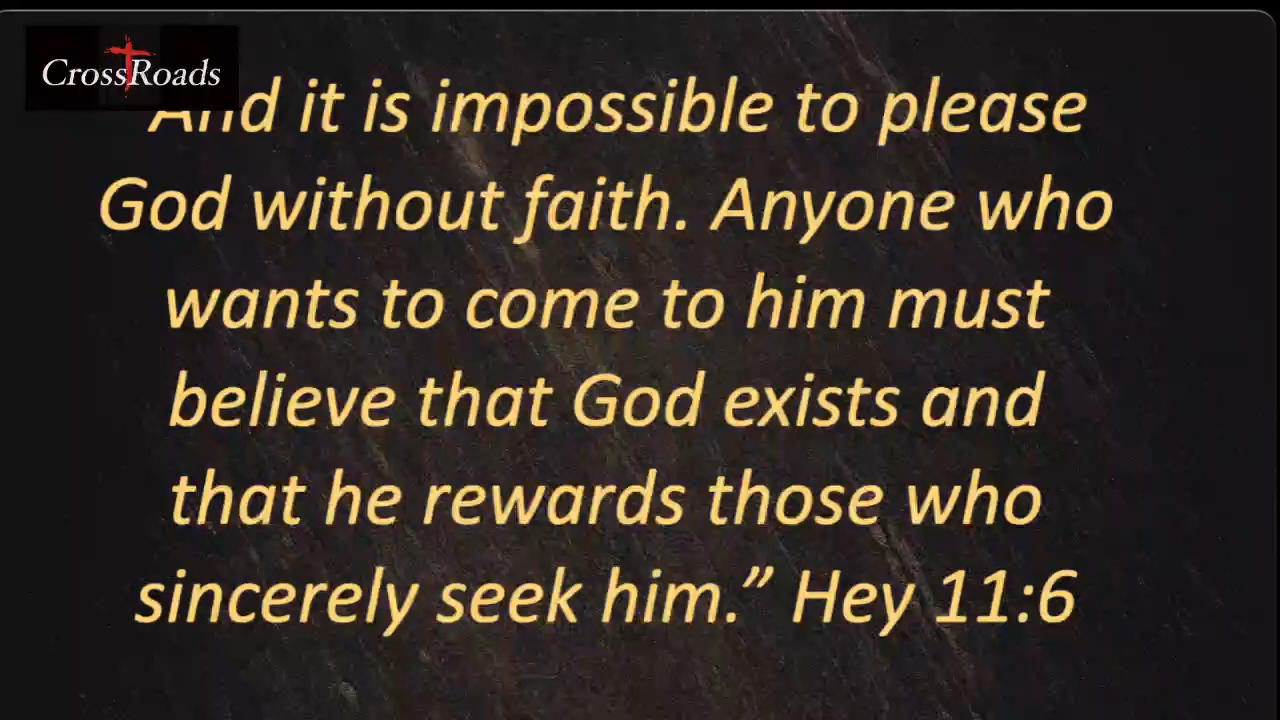 CrossRoads
And it is impossible to please
God without faith. Anyone who
wants to come to him must
believe that God exists and
that he rewards those who
sincerely seek him.” Hey 11:6